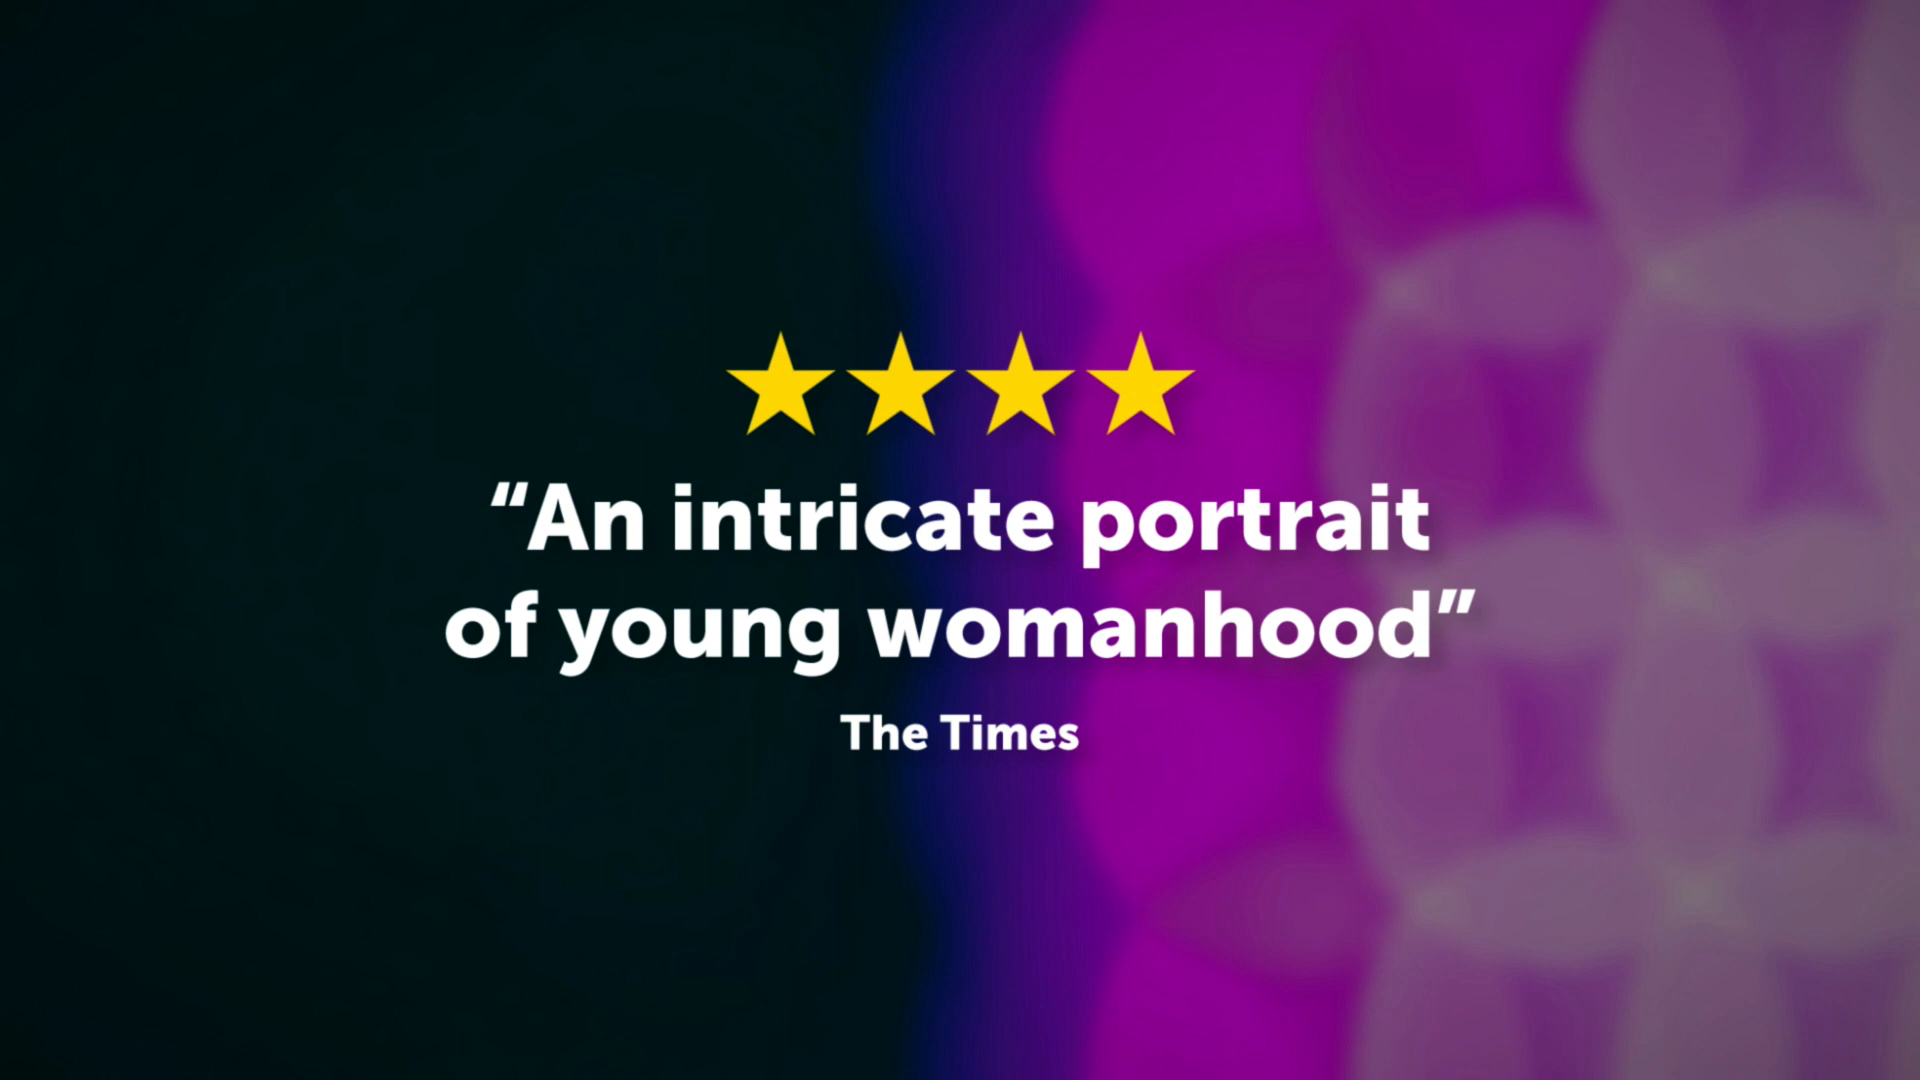 “An intricate portrait
of young womanhood”
The Times